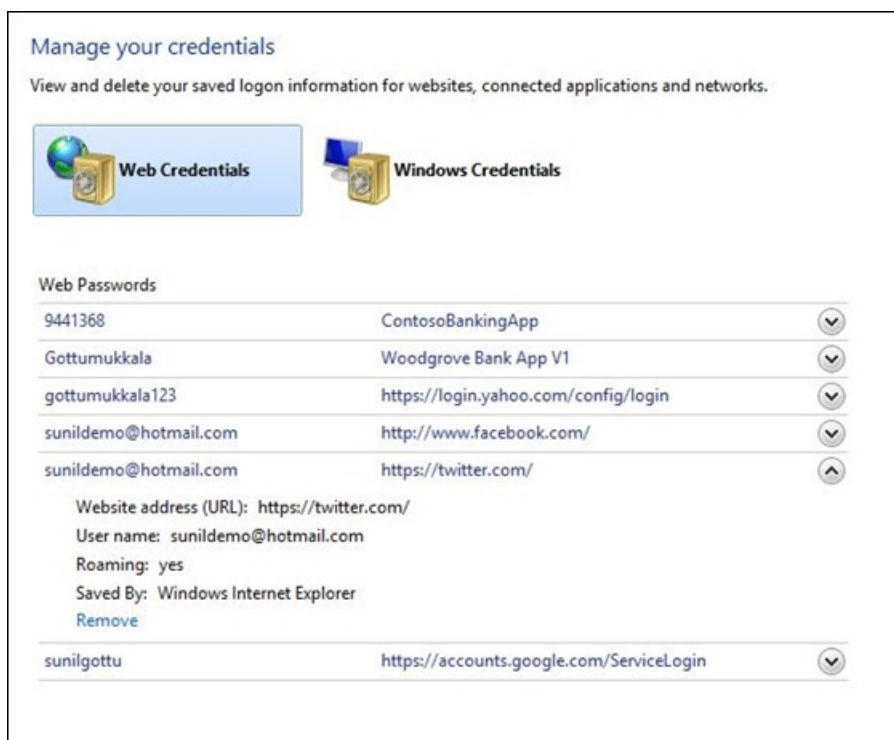 Manage your credentials
View and delete your saved logon information for websites, connected applications and networks.
Web Credentials Windows Credentials
Web Passwords
9441368 ContosoBankingApp
Gottumukkala Woodgrove Bank App V1
gottumukkala123 https://login.yahoo.com/config/login
sunildemo@hotmail.com http://www.facebook.com/
sunildemo@hotmail.com https://twitter.com/
Website address (URL): https://twitter.com/
User name: sunildemo@hotmail.com
Roaming: yes
Saved By: Windows Internet Explorer
Remove
sunilgottu https://accounts.google.com/ServiceLogin